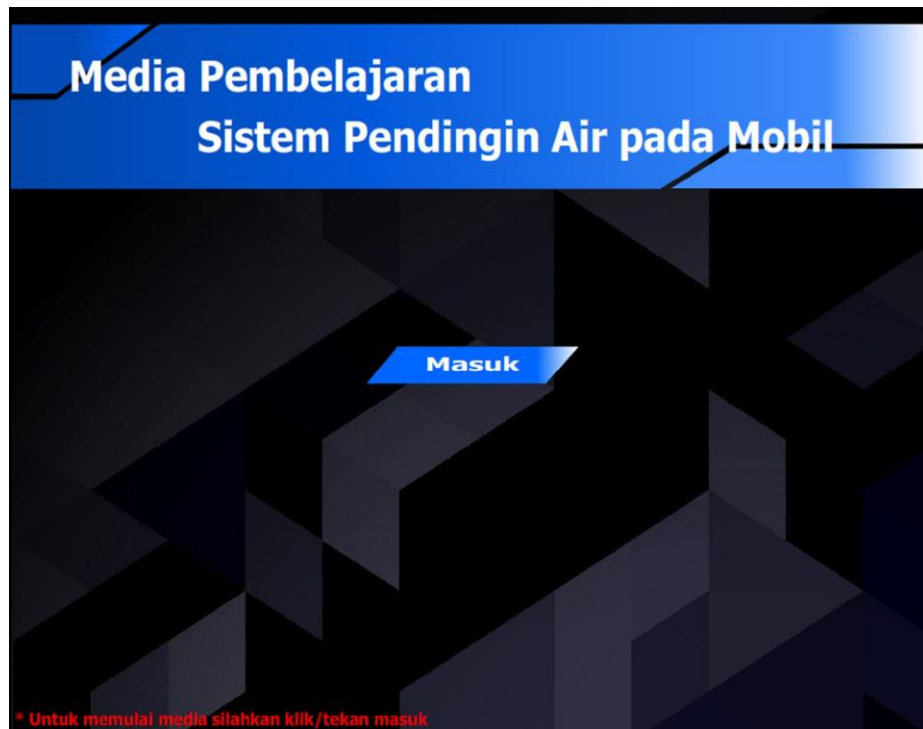 Media Pembelajaran
Sistem Pendingin Air pada Mobil
Masuk
* Untuk memulai media silahkan klik/tekan masuk